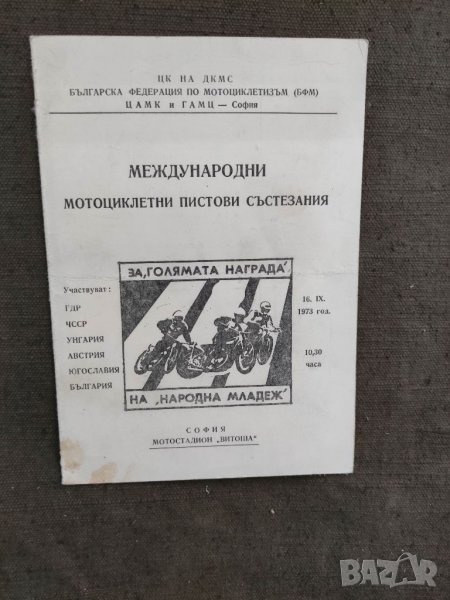 ЦК НА ДКМС
БЪЛГАРСКА ФЕДЕРАЦИЯ ПО МОТОЦИКЛЕТИЗЪМ (БФМ)
ЦАМК и ГАМЦ — София
МЕЖДУНАРОДНИ
МОТОЦИКЛЕТНИ ПИСТОВИ СЪСТЕЗАНИЯ
Участвуват:
ГДР
ЧССР
УНГАРИЯ
АВСТРИЯ
ЮГОСЛАВИЯ
БЪЛГАРИЯ
ЗА „ГОЛЯМАТА НАГРАДА"
НА „НАРОДНА МЛАДЕЖ"
16. IX.
1973 год.
10,30
часа
СОФИЯ
МОТОСТАДИОН „ВИТОША"
BAZAR